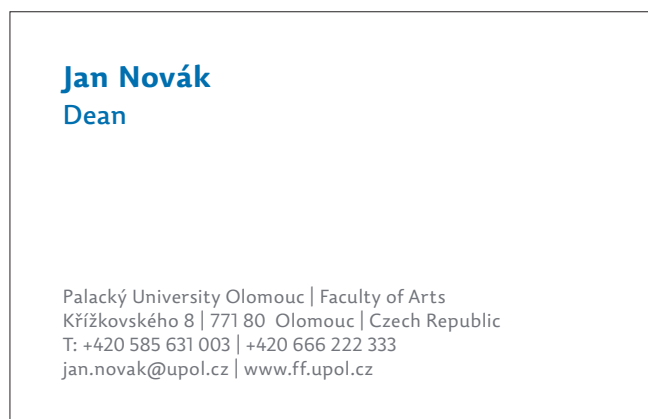 Jan Novák
Dean
Palacký University Olomouc | Faculty of Arts
Křížkovského 8 | 771 80  Olomouc | Czech Republic
T: +420 585 631 003 | +420 666 222 333
jan.novak@upol.cz | www.ff.upol.cz